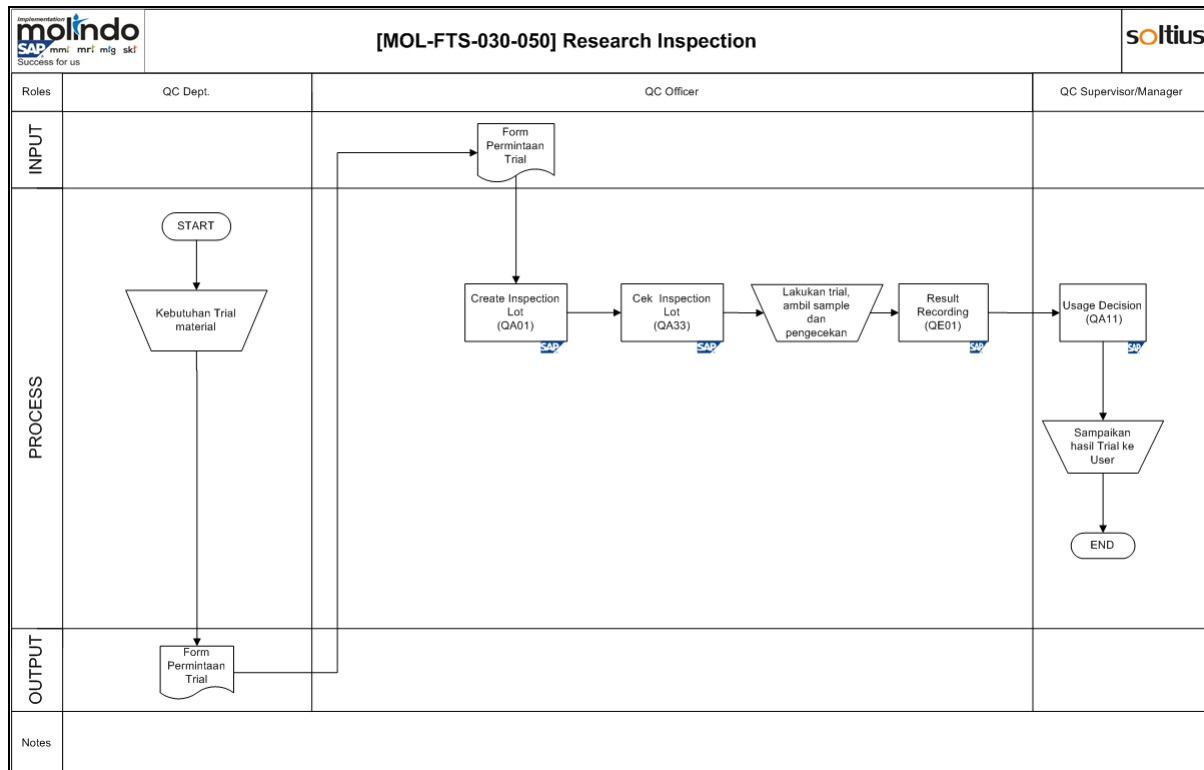 Implementation
molindo
SAP mmi mri mlg ski
Success for us
[MOL-FTS-030-050] Research Inspection
soltius
Roles
QC Dept.
QC Officer
QC Supervisor/Manager
INPUT
Form
Permintaan
Trial
PROCESS
START
Kebutuhan Trial
material
Create Inspection
Lot
(QA01)
SAP
Cek Inspection
Lot
(QA33)
SAP
Lakukan trial,
ambil sample
dan
pengecekan
Result
Recording
(QE01)
SAP
Usage Decision
(QA11)
SAP
Sampaikan
hasil Trial ke
User
END
OUTPUT
Form
Permintaan
Trial
Notes